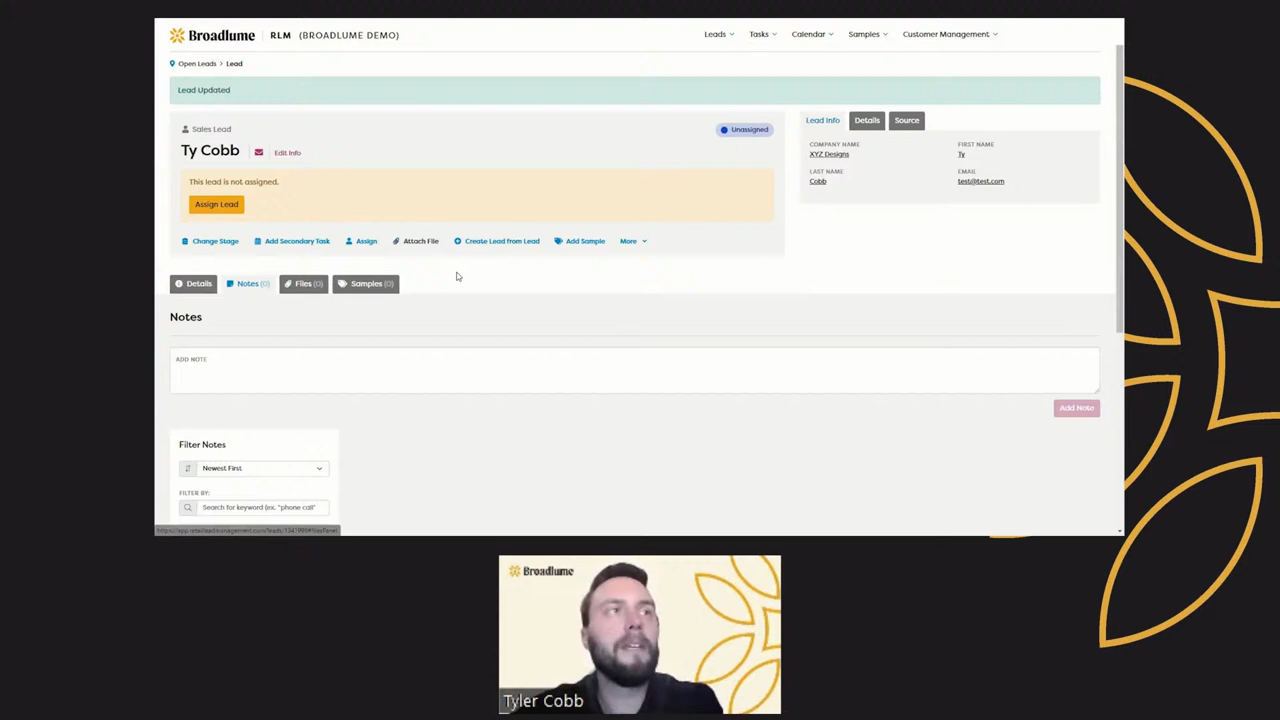 Broadlume RLM (BROADLUME DEMO) Leads Tasks Calendar Samples Customer Management
Open Leads > Lead
Lead Updated
Sales Lead
Unassigned
Ty Cobb Edit Info
This lead is not assigned.
Assign Lead
Change Stage Add Secondary Task Assign Attach File Create Lead from Lead Add Sample More
Lead Info Details Source
COMPANY NAME FIRST NAME
XYZ Designs Ty
LAST NAME EMAIL
Cobb test@test.com
Details Notes (0) Files (0) Samples (0)
Notes
ADD NOTE
Add Note
Filter Notes
Newest First
FILTER BY:
Search for keyword (ex. "phone call"
Broadlume
Tyler Cobb